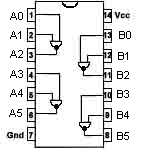 A0 1 14 Vcc
A1 2 13 B0
A2 3 12 B1
A3 4 11 B2
A4 5 10 B3
A5 6 9 B4
Gnd 7 8 B5